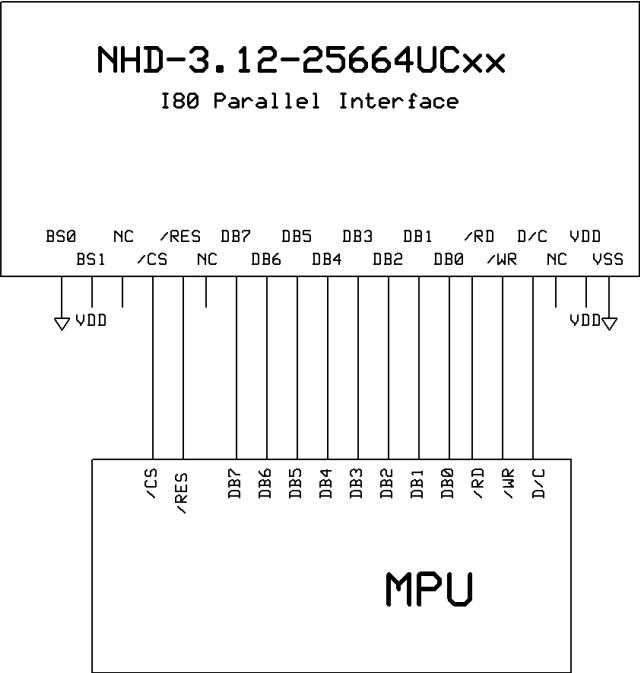 NHD-3.12-25664UCxx
I80 Parallel Interface
BS0 NC /RES DB7 DB5 DB3 DB1 /RD D/C VDD
BS1 /CS NC DB6 DB4 DB2 DB0 /WR NC VSS
VDD VDD
/CS /RES DB7 DB6 DB5 DB4 DB3 DB2 DB1 DB0 /RD /WR D/C
MPU